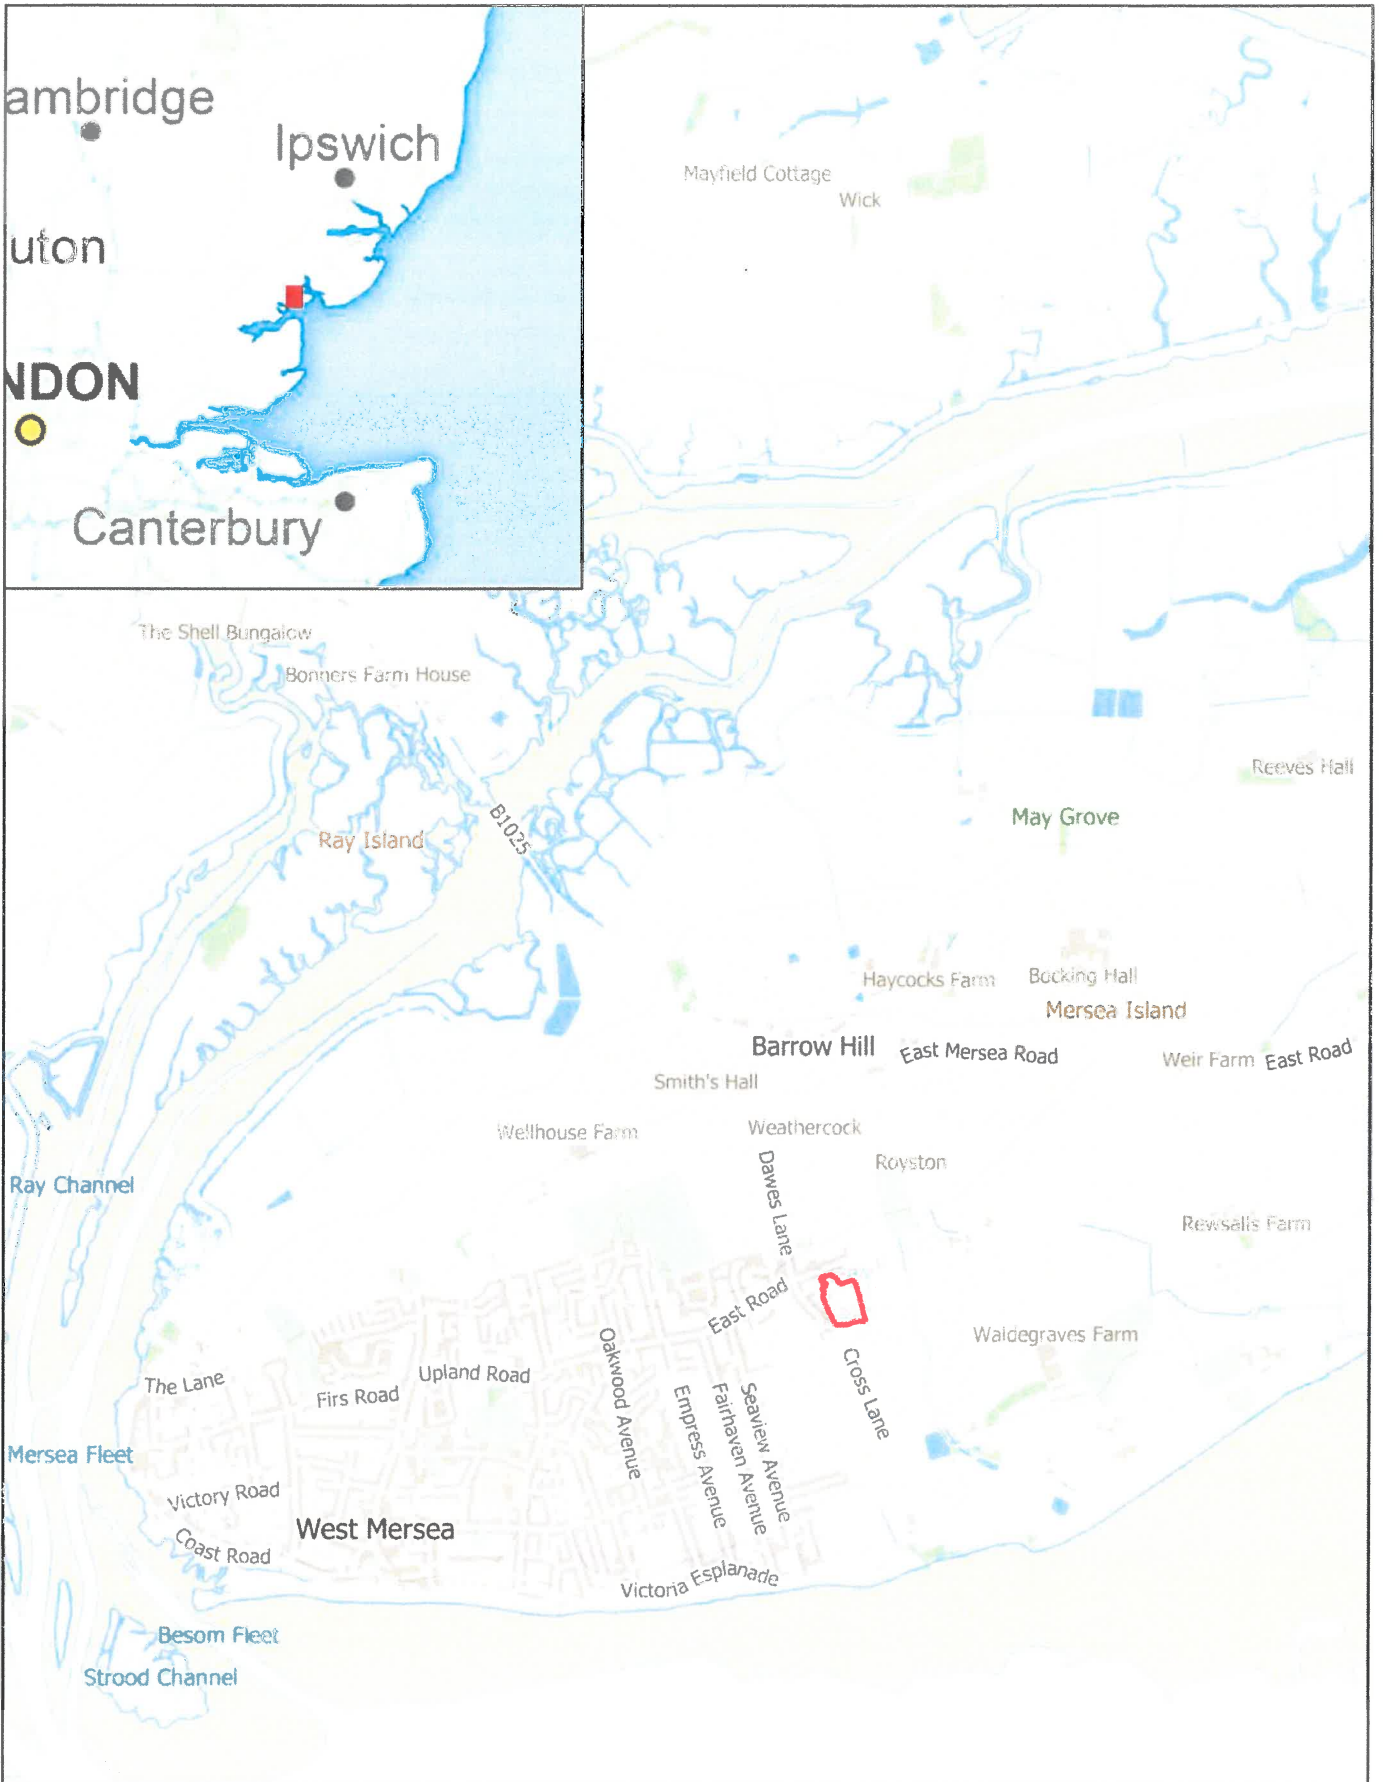 ambridge
Ipswich
uton
NDON
Canterbury
Mayfield Cottage
Wick
The Shell Bungalow
Bonners Farm House
Reeves Hall
B1025
May Grove
Ray Island
Haycocks Farm
Bocking Hall
Mersea Island
Barrow Hill
East Mersea Road
Weir Farm
East Road
Smith's Hall
Wellhouse Farm
Weathercock
Royston
Dawes Lane
Ray Channel
Rewsalls Farm
East Road
Waldegraves Farm
Oakwood Avenue
Cross Lane
The Lane
Firs Road
Upland Road
Empress Avenue
Fairhaven Avenue
Seaview Avenue
Mersea Fleet
Victory Road
West Mersea
Coast Road
Victoria Esplanade
Besom Fleet
Strood Channel